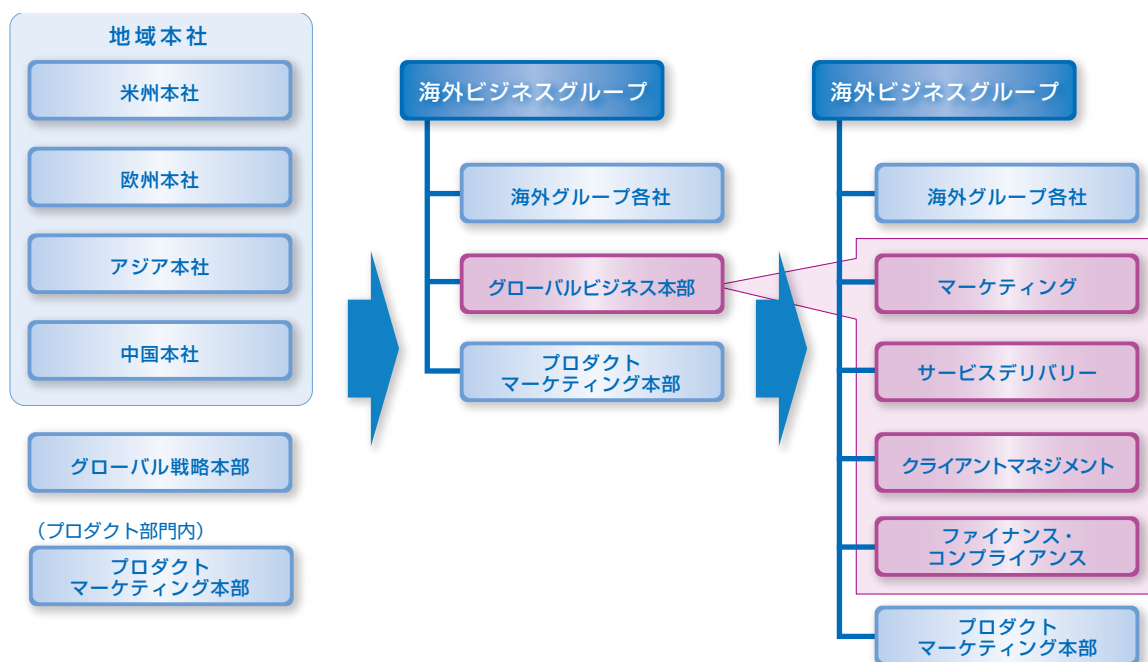 地域本社
米州本社
欧州本社
アジア本社
中国本社
グローバル戦略本部
(プロダクト部門内)
プロダクト
マーケティング本部
海外ビジネスグループ
海外グループ各社
グローバルビジネス本部
プロダクト
マーケティング本部
海外ビジネスグループ
海外グループ各社
マーケティング
サービスデリバリー
クライアントマネジメント
ファイナンス・
コンプライアンス
プロダクト
マーケティング本部